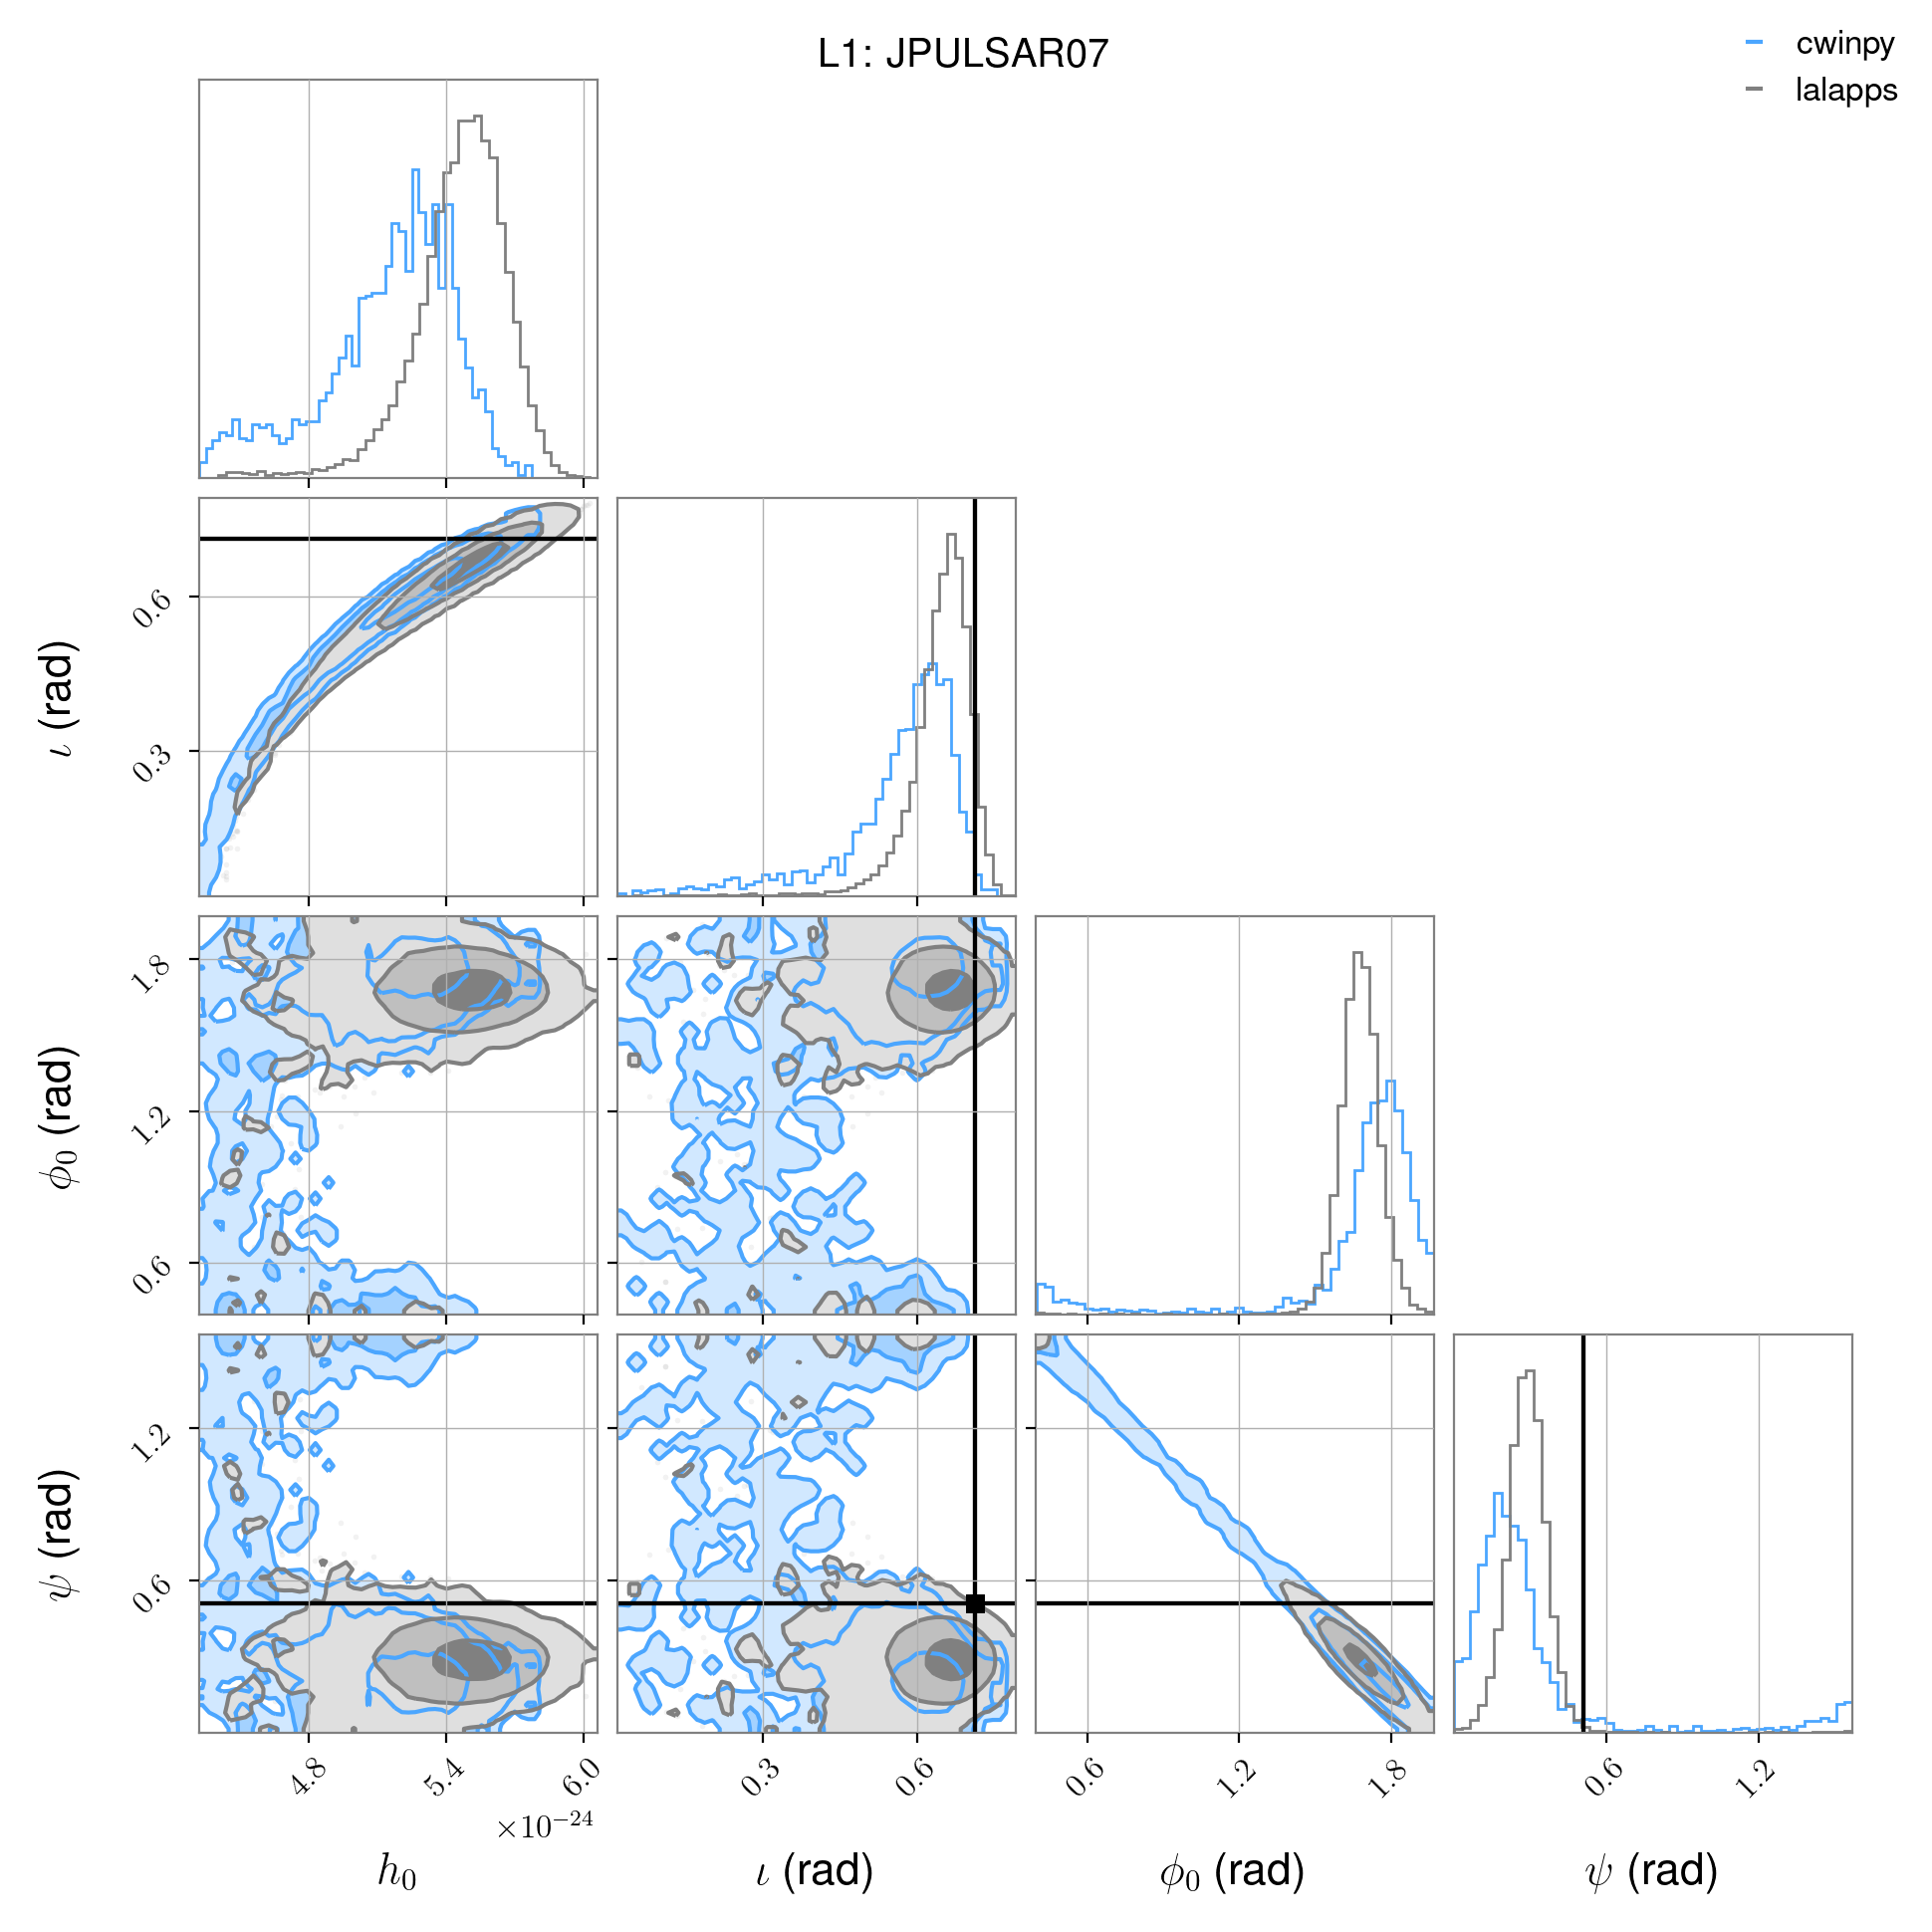 L1: JPULSAR07
cwinpy
lalapps
ι (rad)
0.6
0.3
ϕ₀ (rad)
1.8
1.2
0.6
ψ (rad)
1.2
0.6
4.8 5.4 6.0
×10⁻²⁴
0.3 0.6
0.6 1.2 1.8
0.6 1.2
h₀ ι (rad) ϕ₀ (rad) ψ (rad)